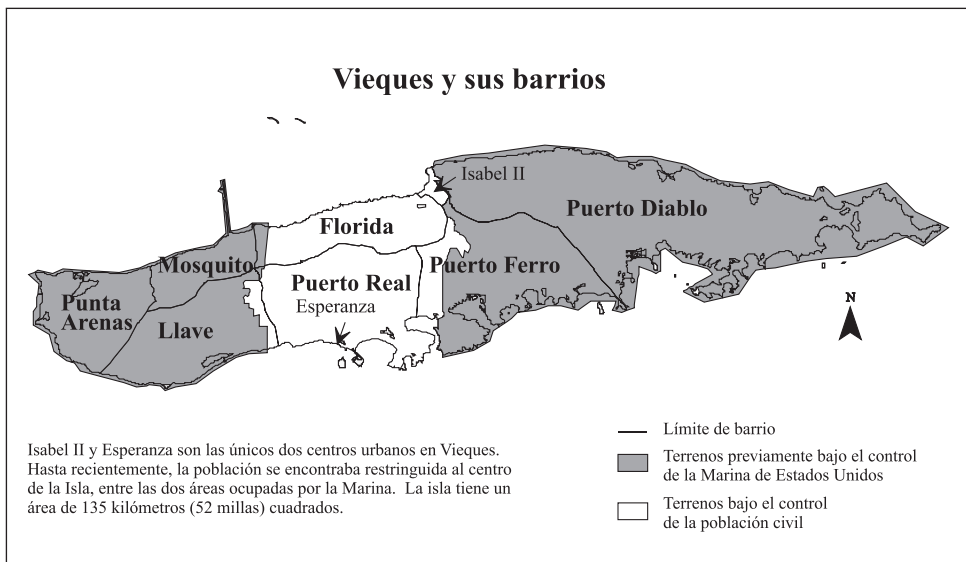 Vieques y sus barrios
Isabel II
Puerto Diablo
Florida
Mosquito
Puerto Real
Puerto Ferro
Esperanza
Punta
Arenas
Llave
N
Isabel II y Esperanza son las únicos dos centros urbanos en Vieques.
Hasta recientemente, la población se encontraba restringuida al centro
de la Isla, entre las dos áreas ocupadas por la Marina. La isla tiene un
área de 135 kilómetros (52 millas) cuadrados.
Límite de barrio
Terrenos previamente bajo el control
de la Marina de Estados Unidos
Terrenos bajo el control
de la población civil